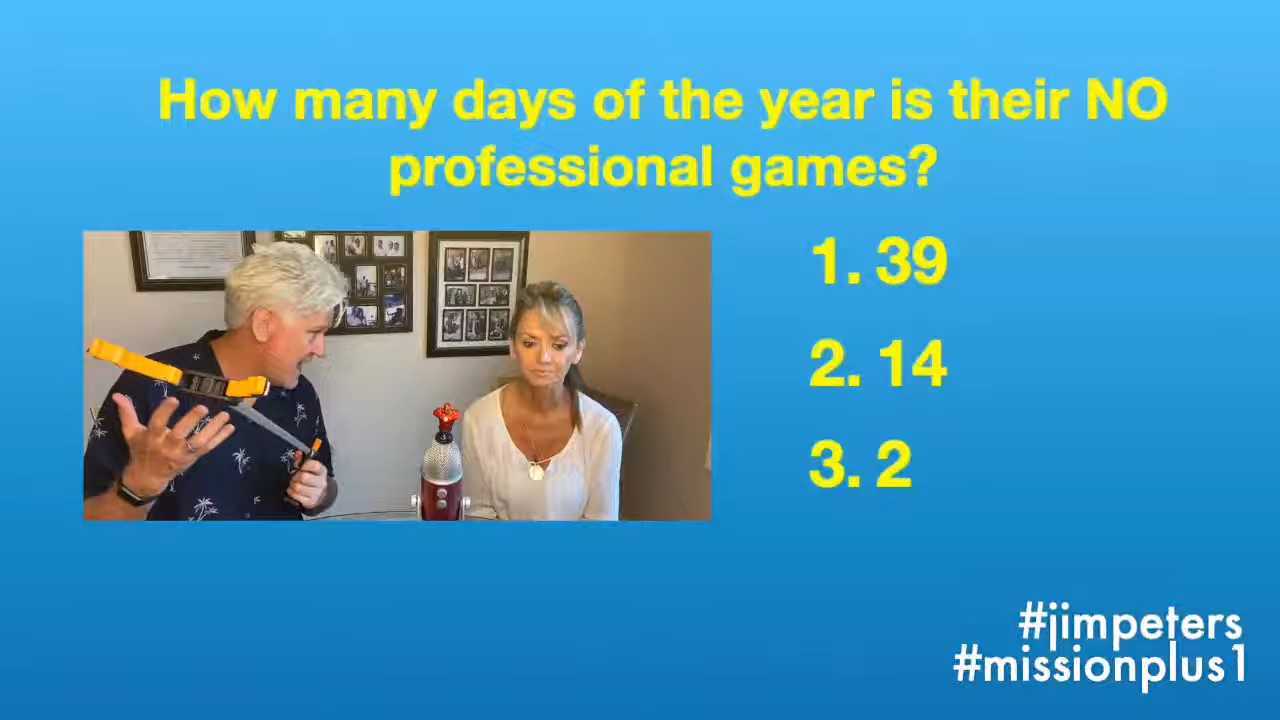 How many days of the year is their NO
professional games?
1. 39
2. 14
3. 2
#jimpeters
#missionplus1